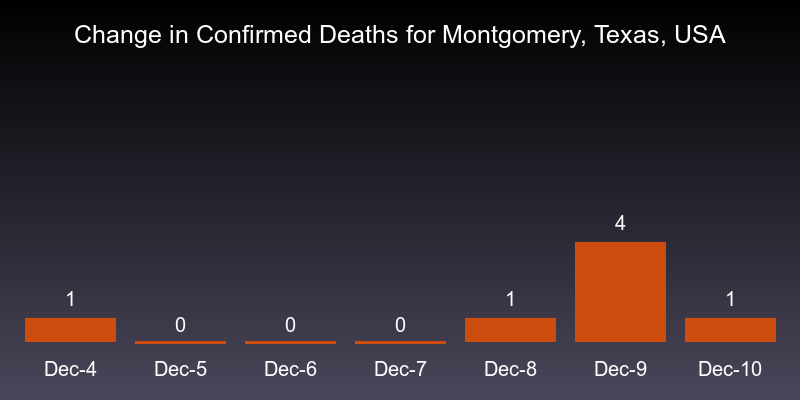 Change in Confirmed Deaths for Montgomery, Texas, USA
4
1 1 1
0 0 0
Dec-4 Dec-5 Dec-6 Dec-7 Dec-8 Dec-9 Dec-10